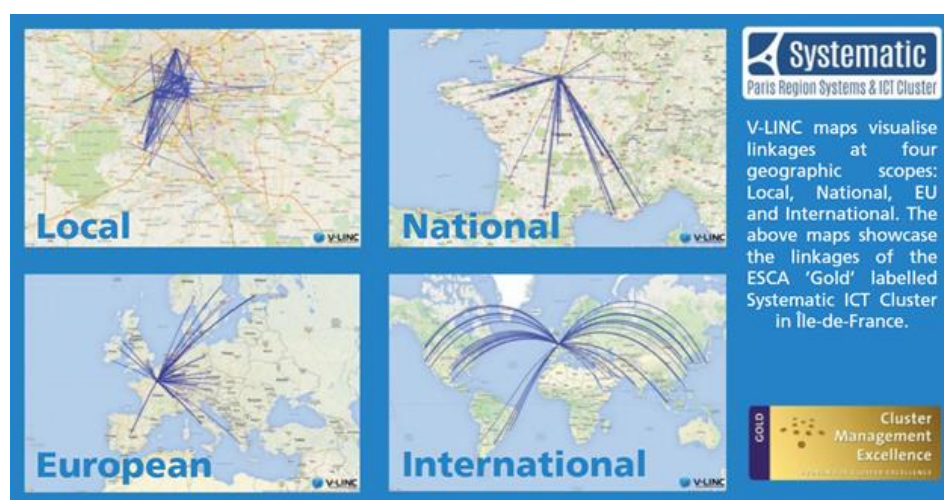 Local
V-LINC
National
V-LINC
European
V-LINC
International
V-LINC
Systematic
Paris Region Systems & ICT Cluster
V-LINC maps visualise
linkages at four
geographic scopes:
Local, National, EU
and International. The
above maps showcase
the linkages of the
ESCA ‘Gold’ labelled
Systematic ICT Cluster
in Île-de-France.
GOLD
Cluster
Management
Excellence